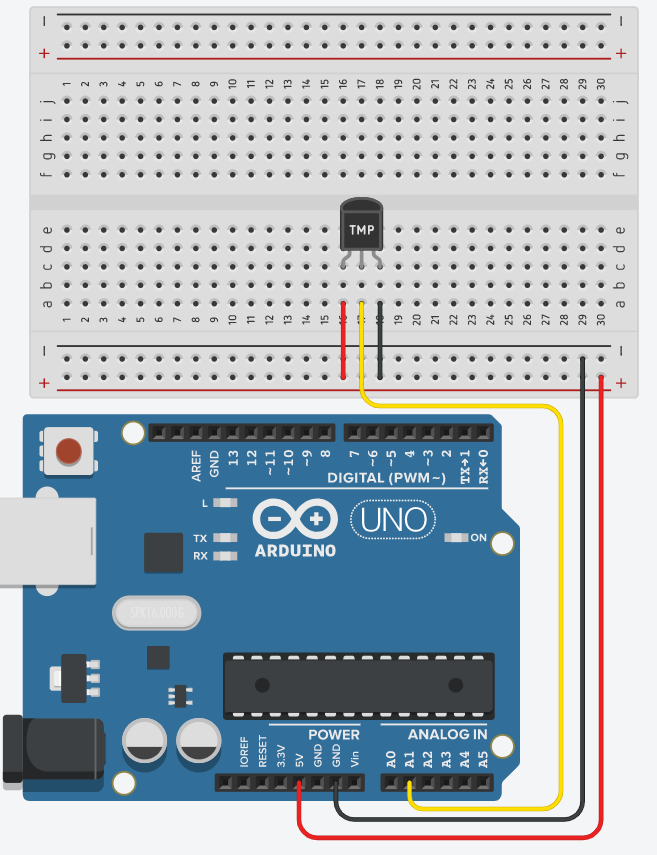 − −
+ +
1 2 3 4 5 6 7 8 9 10 11 12 13 14 15 16 17 18 19 20 21 22 23 24 25 26 27 28 29 30
j j
i i
h h
g g
f f
e e
TMP
d d
c c
b b
a a
1 2 3 4 5 6 7 8 9 10 11 12 13 14 15 16 17 18 19 20 21 22 23 24 25 26 27 28 29 30
− −
+ +
AREF GND 13 12 ~11 ~10 ~9 8 7 ~6 ~5 4 ~3 2 TX→1 RX←0
DIGITAL (PWM~)
L
UNO
TX
RX
ON
ARDUINO
SPK16.000G
POWER ANALOG IN
IOREF RESET 3.3V 5V GND GND Vin A0 A1 A2 A3 A4 A5